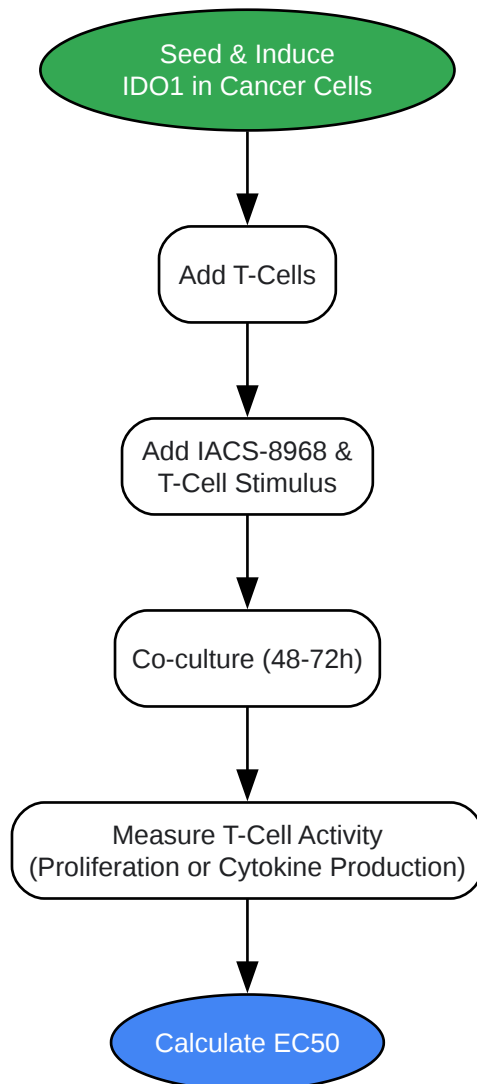 Seed & Induce
IDO1 in Cancer Cells
Add T-Cells
Add IACS-8968 &
T-Cell Stimulus
Co-culture (48-72h)
Measure T-Cell Activity
(Proliferation or Cytokine Production)
Calculate EC50